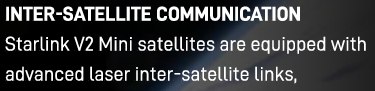 INTER-SATELLITE COMMUNICATION
Starlink V2 Mini satellites are equipped with
advanced laser inter-satellite links,